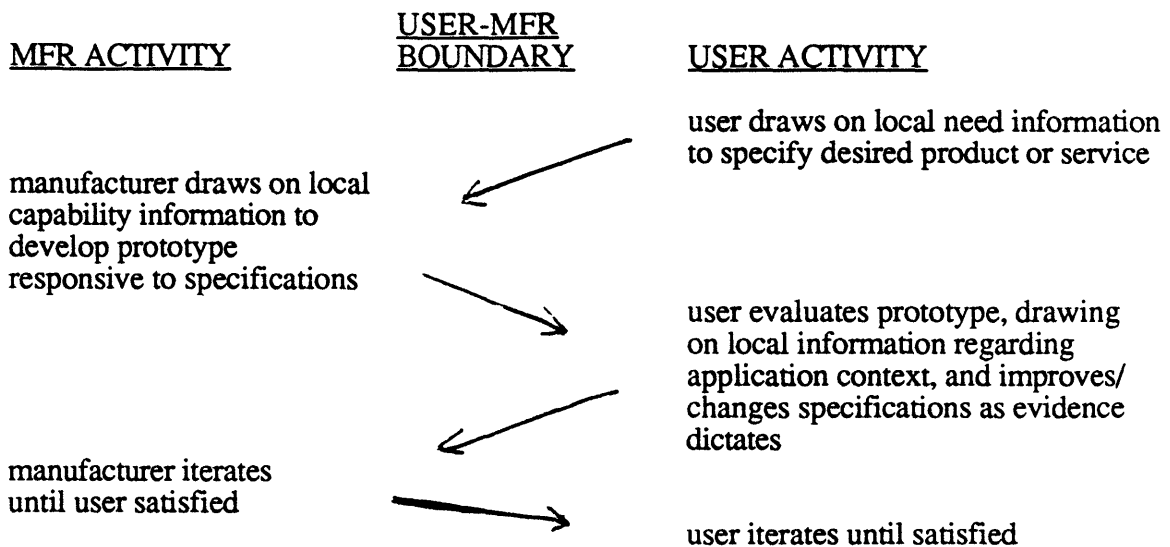 USER-MFR
MFR ACTIVITY BOUNDARY USER ACTIVITY
user draws on local need information
to specify desired product or service
manufacturer draws on local
capability information to
develop prototype
responsive to specifications
user evaluates prototype, drawing
on local information regarding
application context, and improves/
changes specifications as evidence
dictates
manufacturer iterates
until user satisfied
user iterates until satisfied